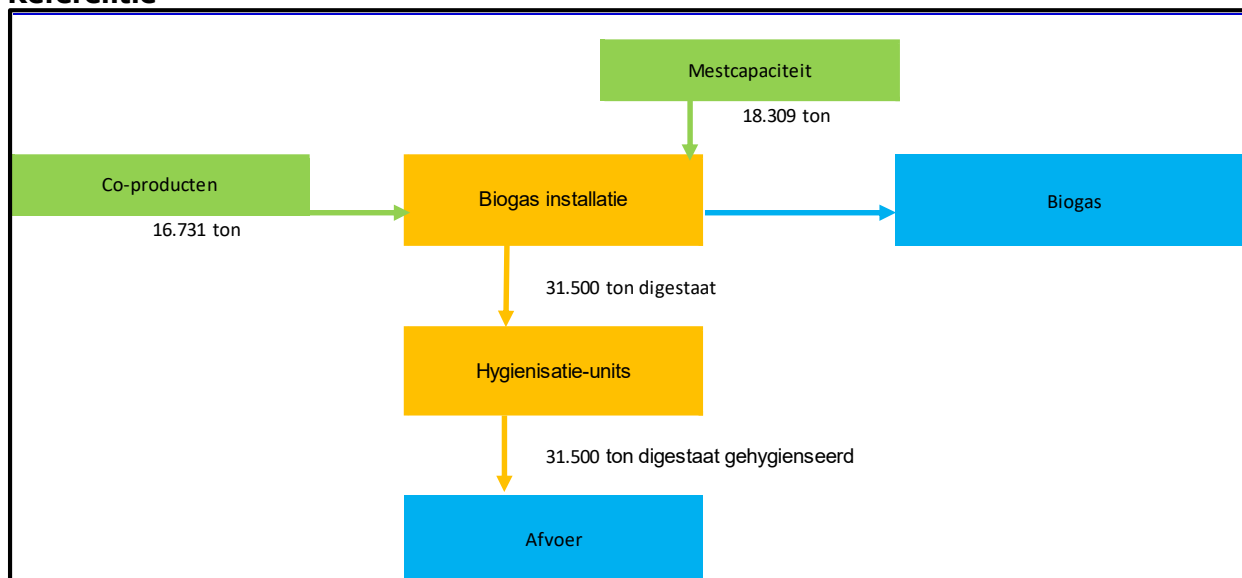 Referentie
Mestcapaciteit
18.309 ton
Co-producten
16.731 ton
Biogas installatie
Biogas
31.500 ton digestaat
Hygienisatie-units
31.500 ton digestaat gehygienseerd
Afvoer